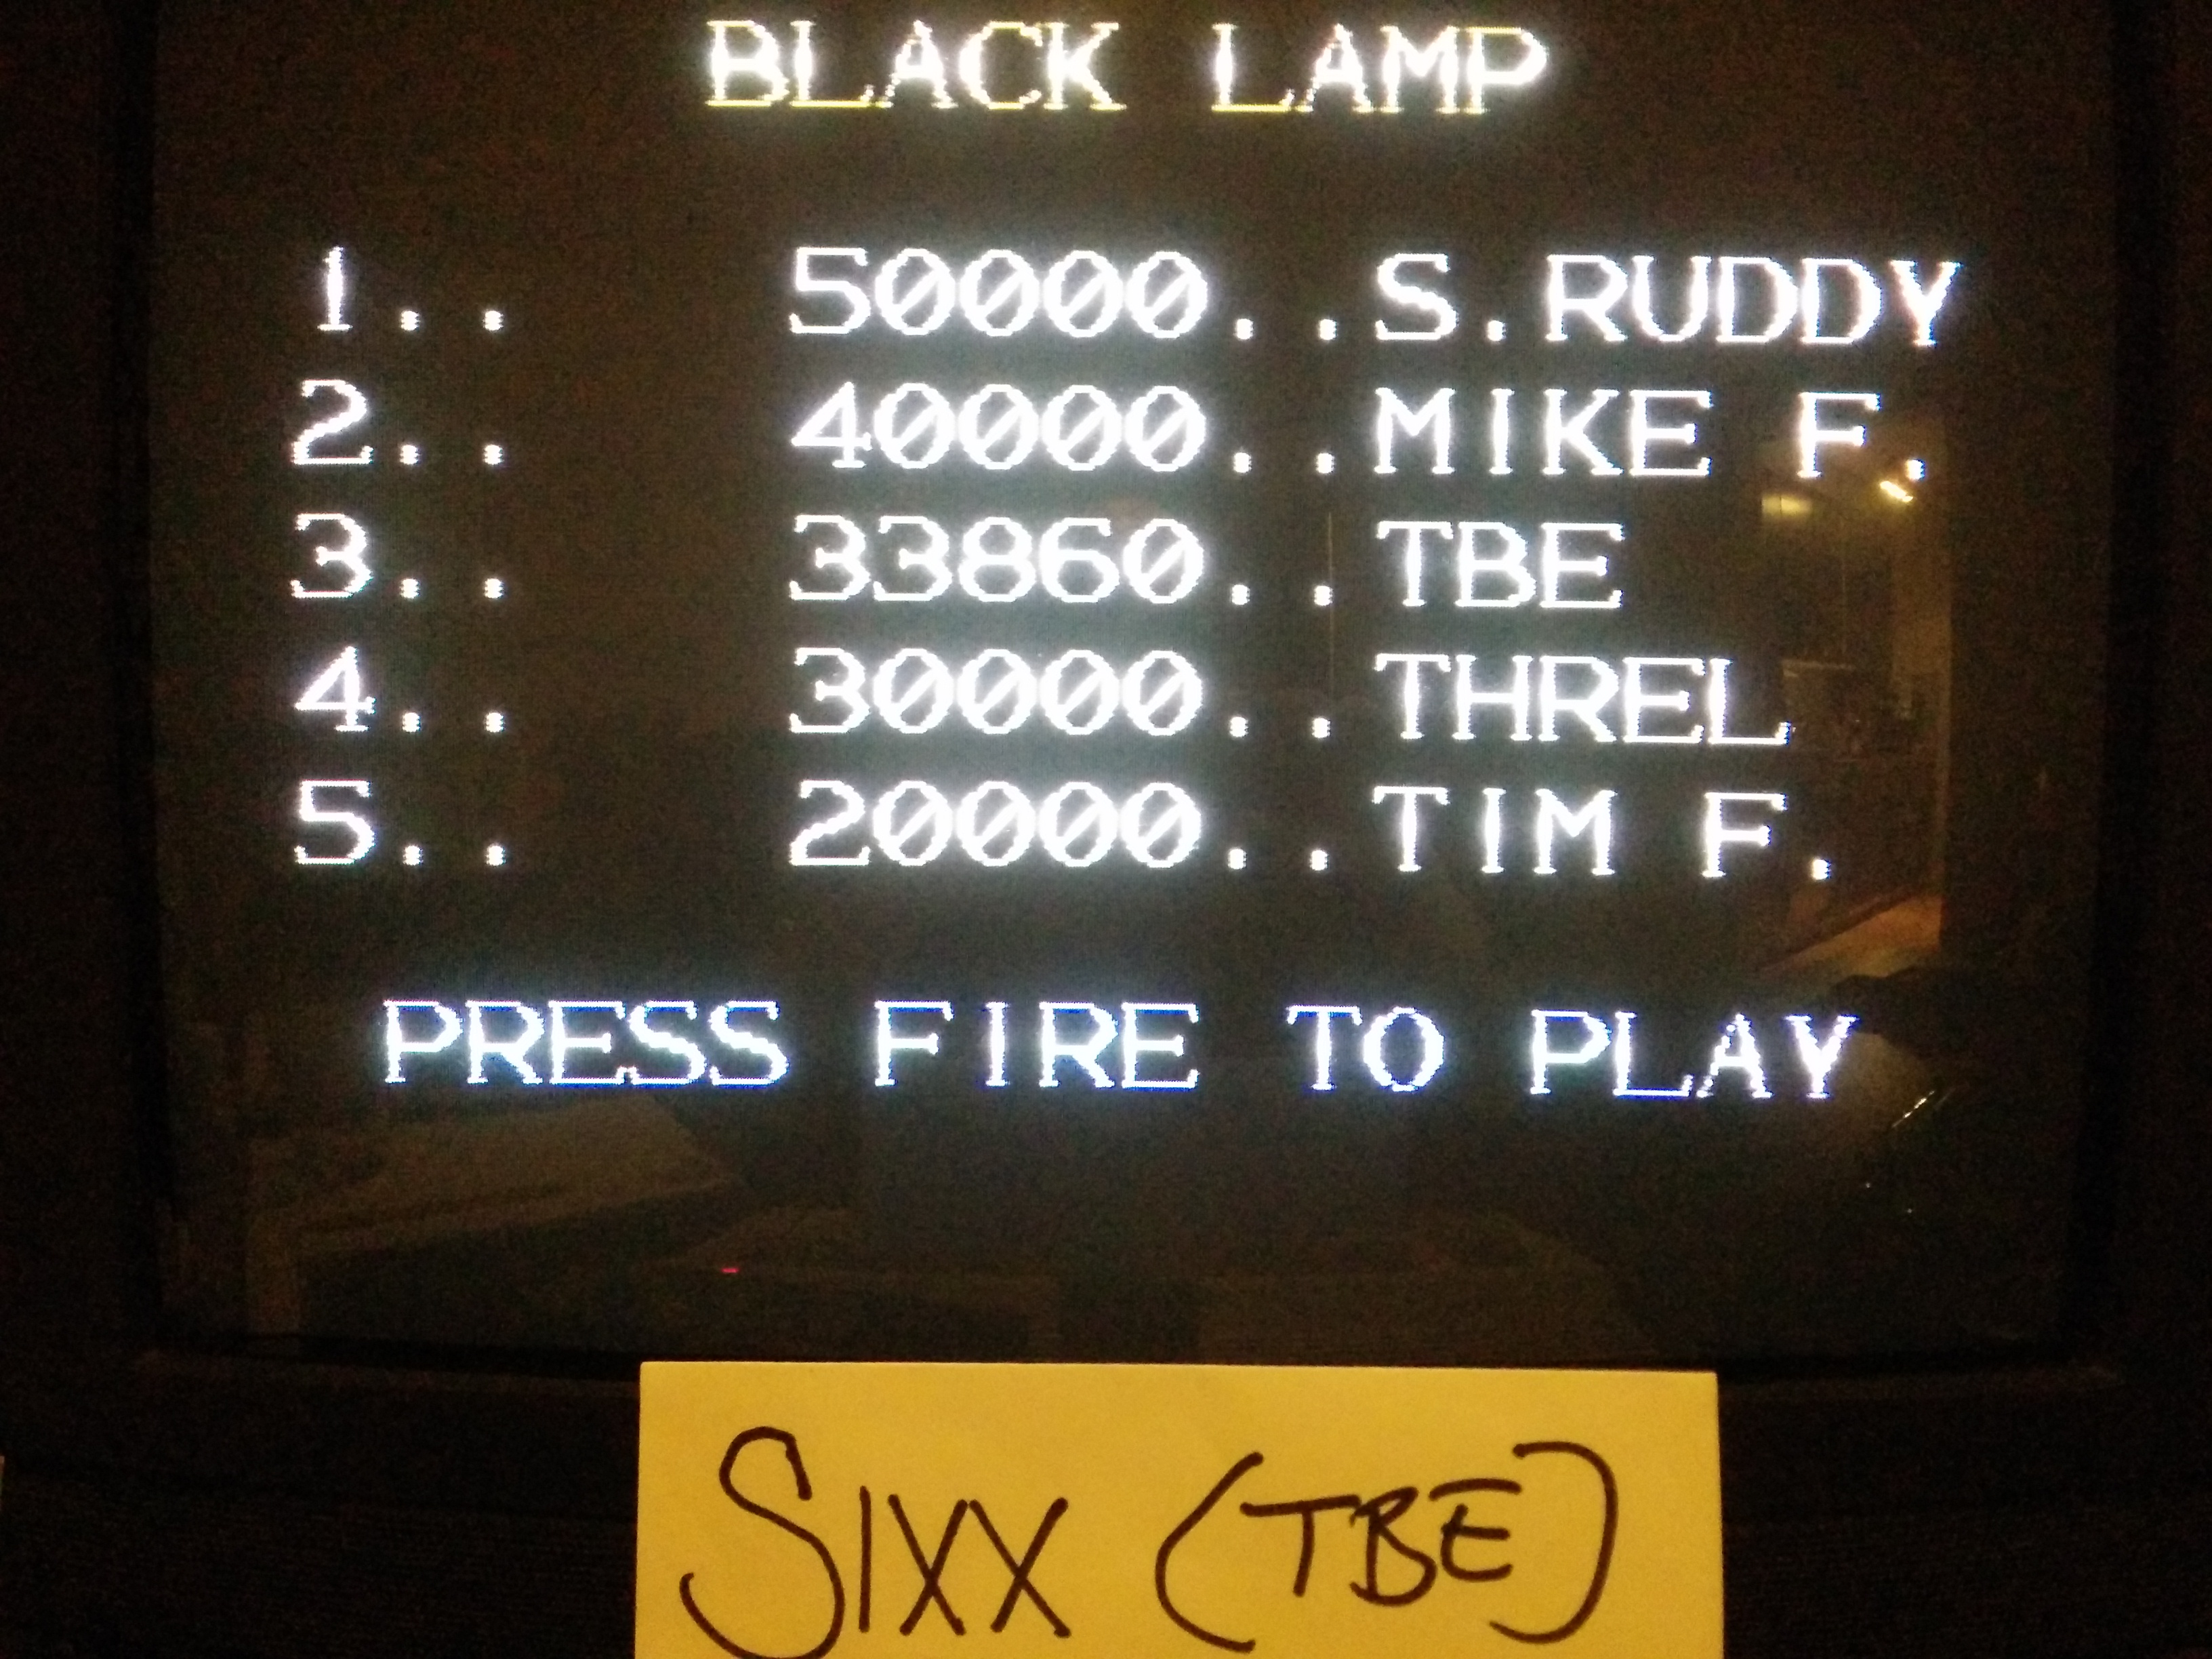 BLACK LAMP
1.. 50000..S.RUDDY
2.. 40000..MIKE F.
3.. 33860..TBE
4.. 30000..THREL
5.. 20000..TIM F.
PRESS FIRE TO PLAY
SIXX (TBE)